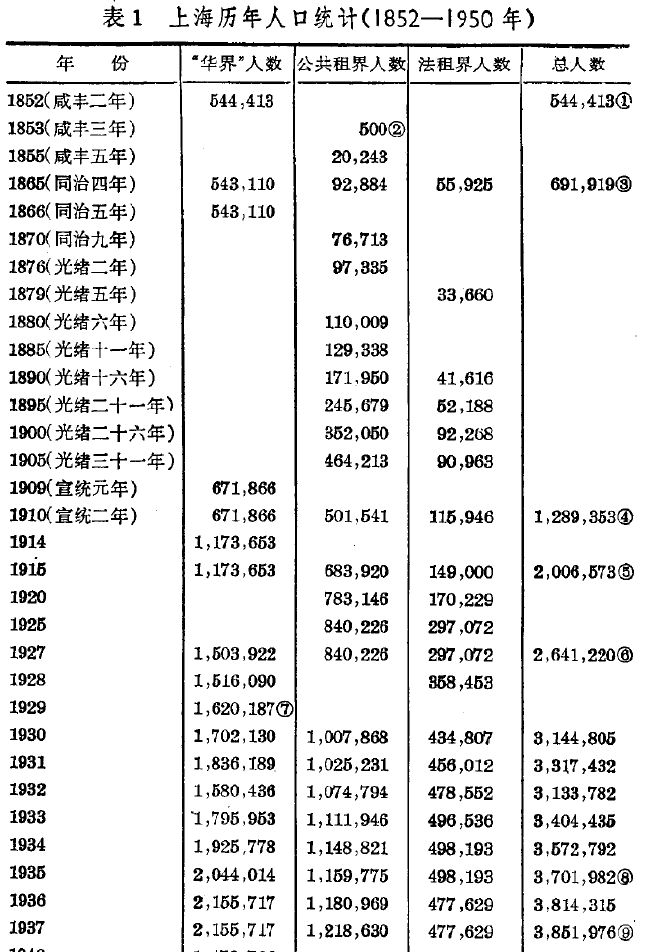 表1 上海历年人口统计(1852—1950年)
年 份 “华界”人数 公共租界人数 法租界人数 总人数
1852(咸丰二年) 544,413 544,413①
1853(咸丰三年) 500②
1855(咸丰五年) 20,243
1865(同治四年) 543,110 92,884 55,925 691,919③
1866(同治五年) 543,110
1870(同治九年) 76,713
1876(光绪二年) 97,335
1879(光绪五年) 33,660
1880(光绪六年) 110,009
1885(光绪十一年) 129,338
1890(光绪十六年) 171,950 41,616
1895(光绪二十一年) 245,679 52,188
1900(光绪二十六年) 352,050 92,268
1905(光绪三十一年) 464,213 90,963
1909(宣统元年) 671,866
1910(宣统二年) 671,866 501,541 115,946 1,289,353④
1914 1,173,653
1915 1,173,653 683,920 149,000 2,006,573⑤
1920 783,146 170,229
1925 840,226 297,072
1927 1,503,922 840,226 297,072 2,641,220⑥
1928 1,516,090 358,453
1929 1,620,187⑦
1930 1,702,130 1,007,868 434,807 3,144,805
1931 1,836,189 1,025,231 456,012 3,317,432
1932 1,580,436 1,074,794 478,552 3,133,782
1933 1,795,953 1,111,946 496,536 3,404,435
1934 1,925,778 1,148,821 498,193 3,572,792
1935 2,044,014 1,159,775 498,193 3,701,982⑧
1936 2,155,717 1,180,969 477,629 3,814,315
1937 2,155,717 1,218,630 477,629 3,851,976⑨